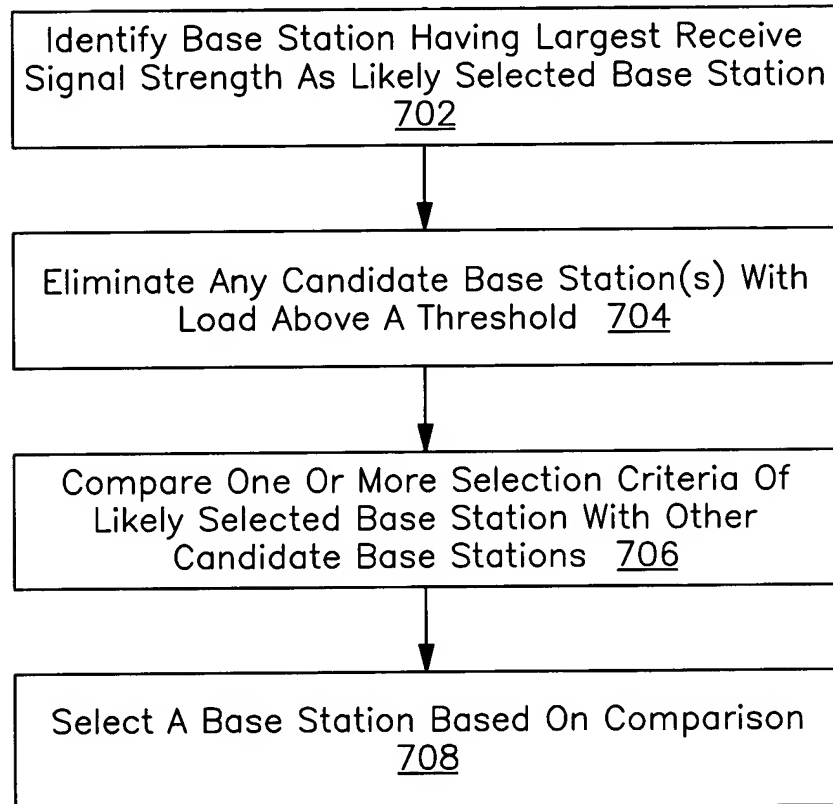 Identify Base Station Having Largest Receive
Signal Strength As Likely Selected Base Station
702
Eliminate Any Candidate Base Station(s) With
Load Above A Threshold 704
Compare One Or More Selection Criteria Of
Likely Selected Base Station With Other
Candidate Base Stations 706
Select A Base Station Based On Comparison
708